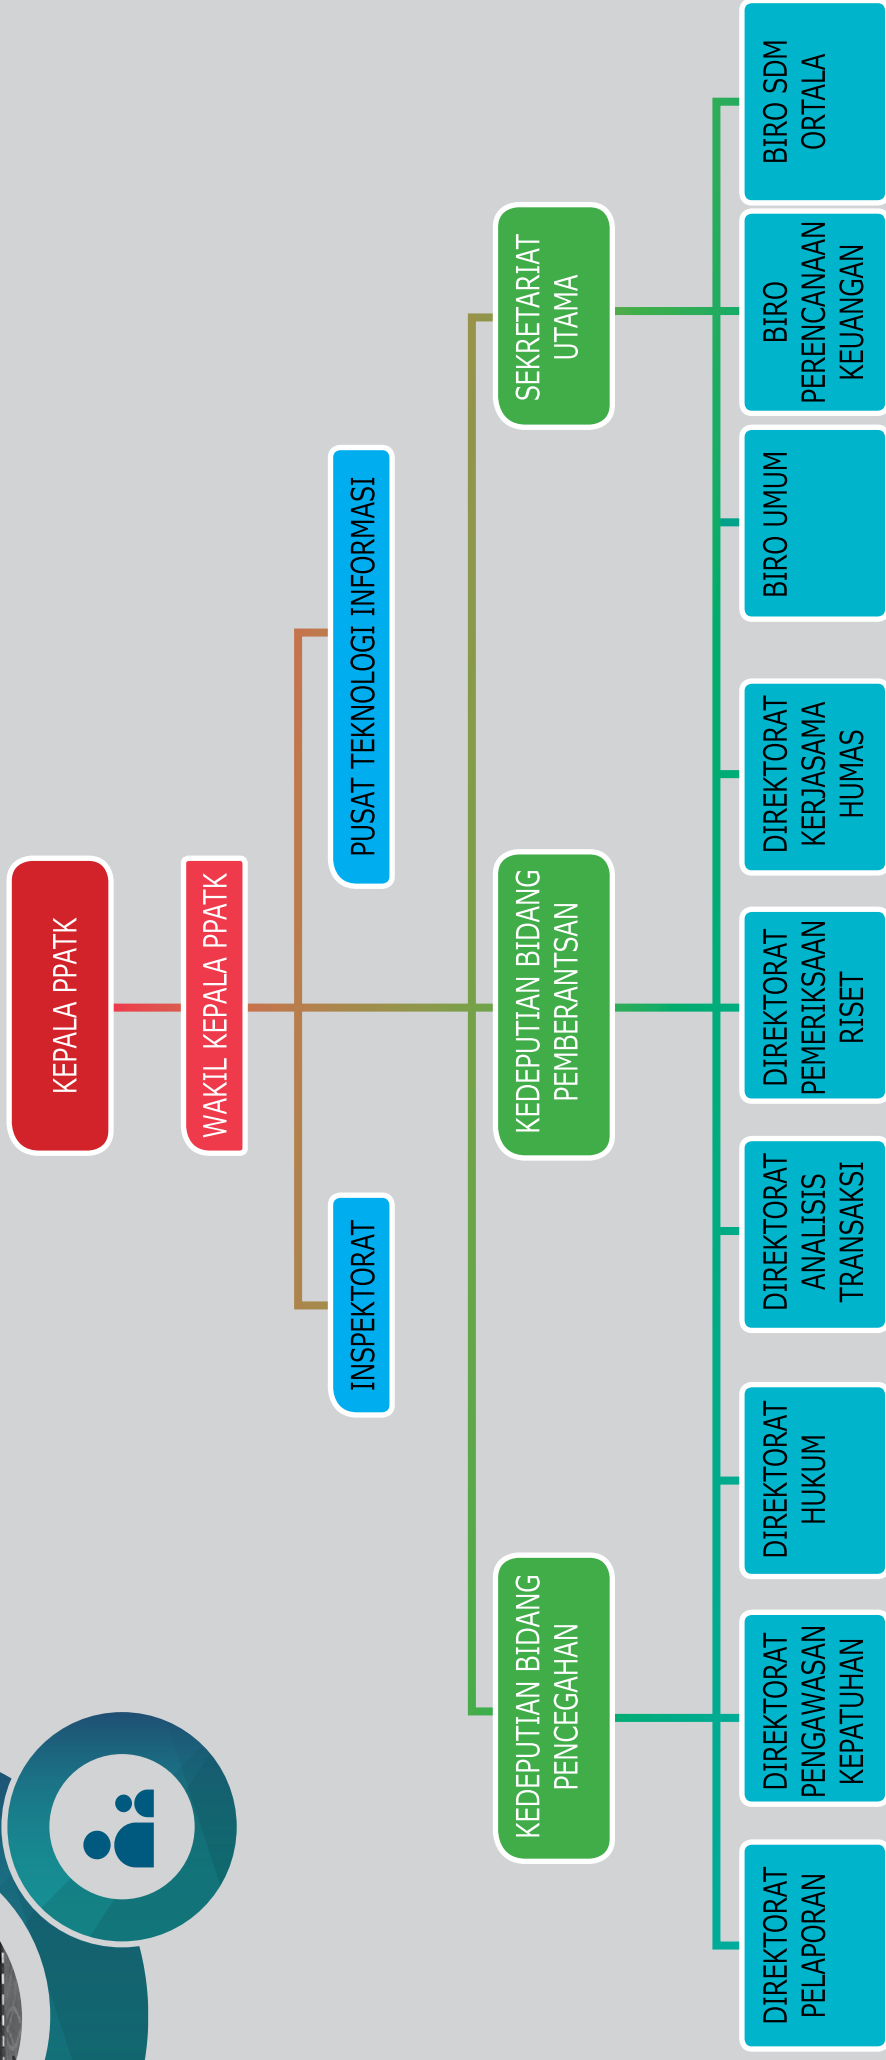 KEPALA PPATK
WAKIL KEPALA PPATK
INSPEKTORAT
PUSAT TEKNOLOGI INFORMASI
KEDEPUTIAN BIDANG
PENCEGAHAN
KEDEPUTIAN BIDANG
PEMBERANTSAN
SEKRETARIAT
UTAMA
DIREKTORAT
PELAPORAN
DIREKTORAT
PENGAWASAN
KEPATUHAN
DIREKTORAT
HUKUM
DIREKTORAT
ANALISIS
TRANSAKSI
DIREKTORAT
PEMERIKSAAN
RISET
DIREKTORAT
KERJASAMA
HUMAS
BIRO UMUM
BIRO
PERENCANAAN
KEUANGAN
BIRO SDM
ORTALA